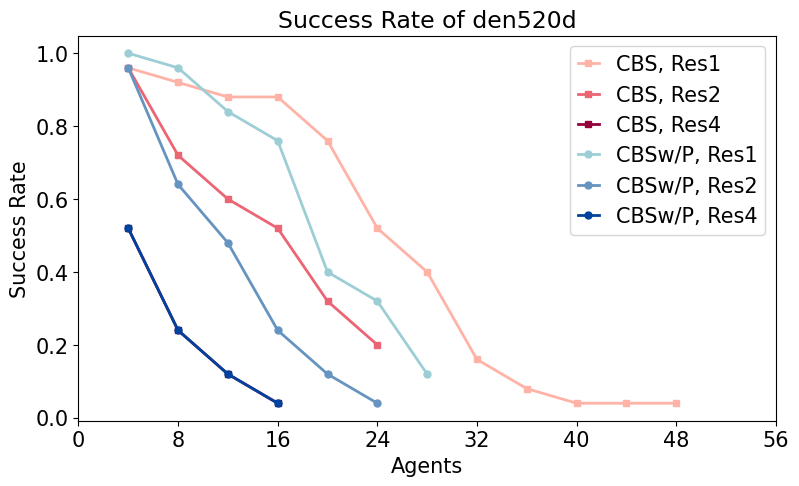 Success Rate of den520d
CBS, Res1
CBS, Res2
CBS, Res4
CBSw/P, Res1
CBSw/P, Res2
CBSw/P, Res4
Success Rate
1.0
0.8
0.6
0.4
0.2
0.0
0 8 16 24 32 40 48 56
Agents